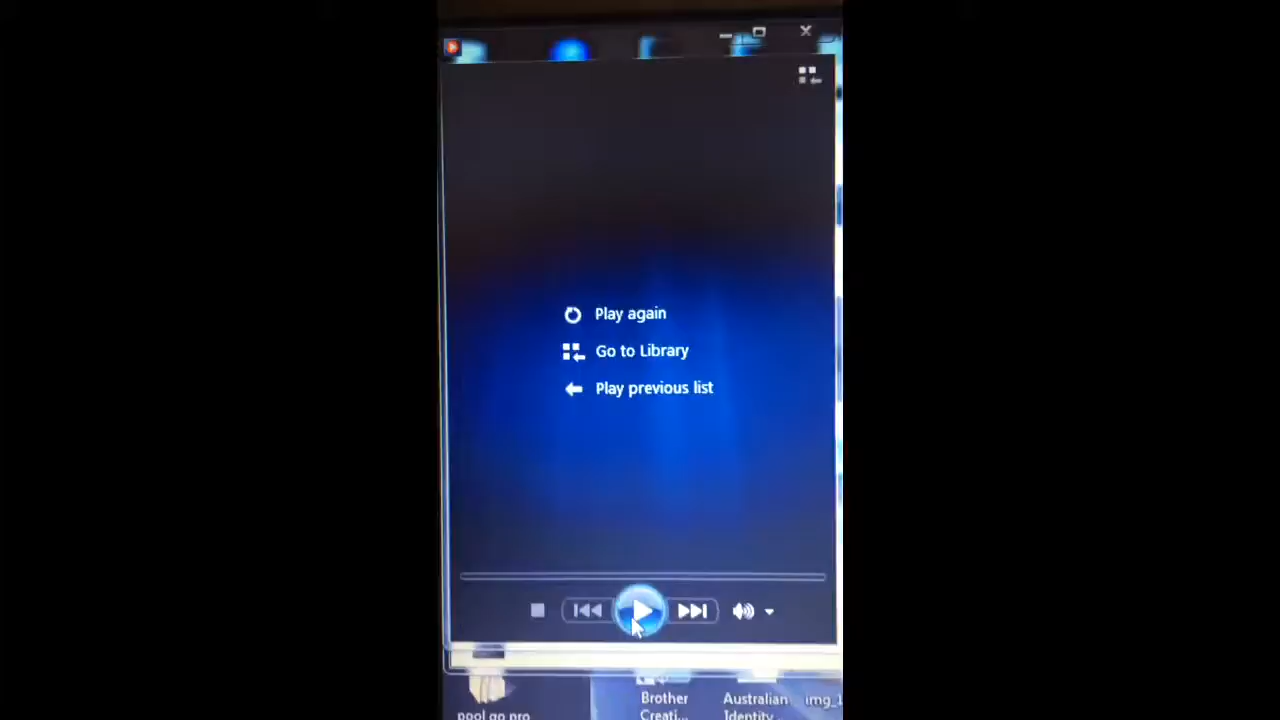 Play again
Go to Library
Play previous list
pool go pro
Brother
Creati...
Australian
Identity...
img_1